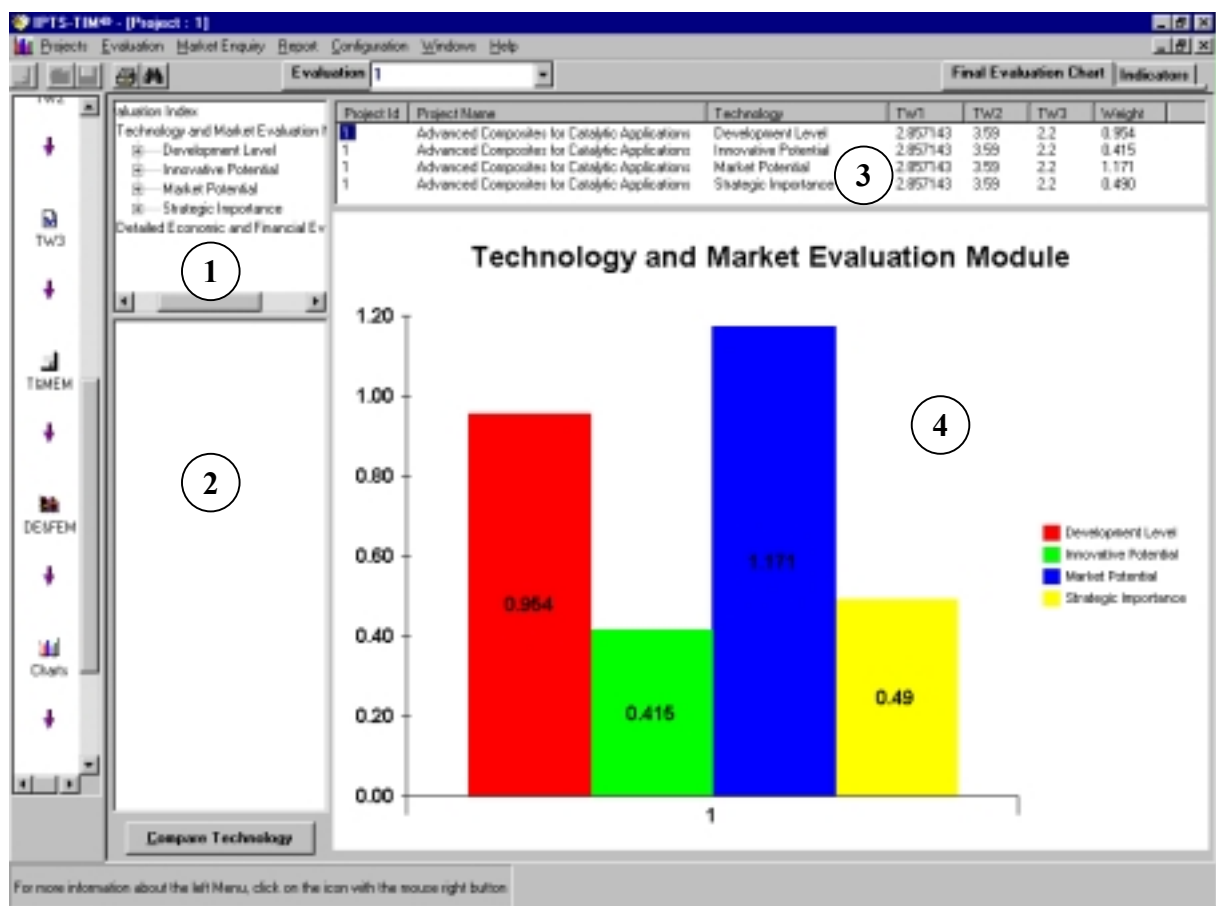 IPTS-TIM® - [Project : 1]
Projects Evaluation Market Enquiry Report Configuration Windows Help
Evaluation 1
Final Evaluation Chart Indicators
TW2
TW3
T&MEM
DE&FEM
Charts
aluation Index
Technology and Market Evaluation
Development Level
Innovative Potential
Market Potential
Strategic Importance
Detailed Economic and Financial Ev
1
2
Compare Technology
Project Id Project Name Technology TW1 TW2 TW3 Weight
1 Advanced Composites for Catalytic Applications Development Level 2.857143 3.59 2.2 0.954
1 Advanced Composites for Catalytic Applications Innovative Potential 2.857143 3.59 2.2 0.415
1 Advanced Composites for Catalytic Applications Market Potential 2.857143 3.59 2.2 1.171
1 Advanced Composites for Catalytic Applications Strategic Importance 2.857143 3.59 2.2 0.490
3
Technology and Market Evaluation Module
1.20
1.00
0.80
0.60
0.40
0.20
0.00
0.954
0.415
1.171
0.49
1
4
Development Level
Innovative Potential
Market Potential
Strategic Importance
For more information about the left Menu, click on the icon with the mouse right button